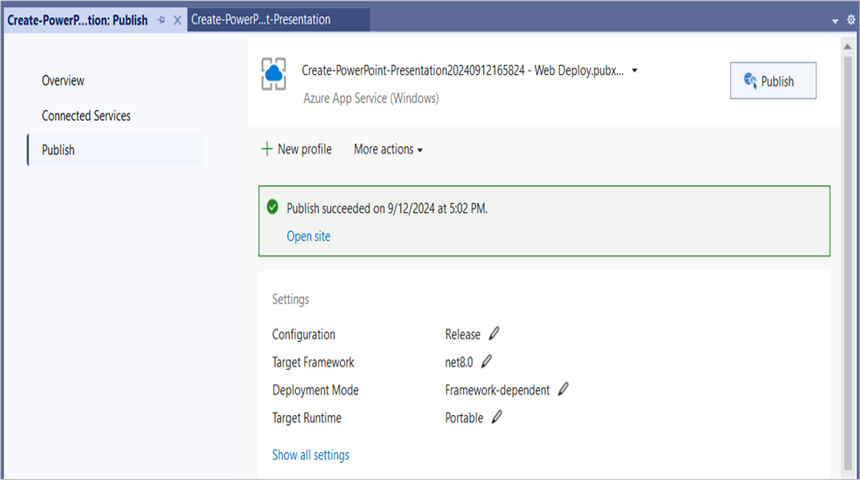 Create-PowerP...tion: Publish
Create-PowerP...t-Presentation
Overview
Connected Services
Publish
Create-PowerPoint-Presentation20240912165824 - Web Deploy.pubx...
Azure App Service (Windows)
Publish
New profile
More actions
Publish succeeded on 9/12/2024 at 5:02 PM.
Open site
Settings
Configuration Release
Target Framework net8.0
Deployment Mode Framework-dependent
Target Runtime Portable
Show all settings